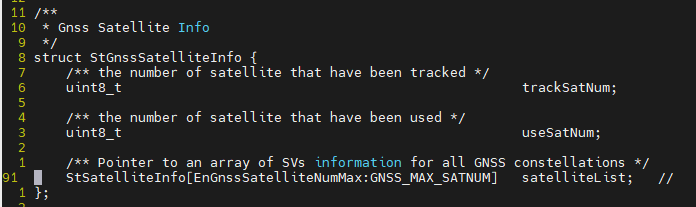 11 /**
10  * Gnss Satellite Info
9  */
8 struct StGnssSatelliteInfo {
7     /** the number of satellite that have been tracked */
6     uint8_t                                                 trackSatNum;
5
4     /** the number of satellite that have been used */
3     uint8_t                                                 useSatNum;
2
1     /** Pointer to an array of SVs information for all GNSS constellations */
91     StSatelliteInfo[EnGnssSatelliteNumMax:GNSS_MAX_SATNUM]   satelliteList;   //
1 };